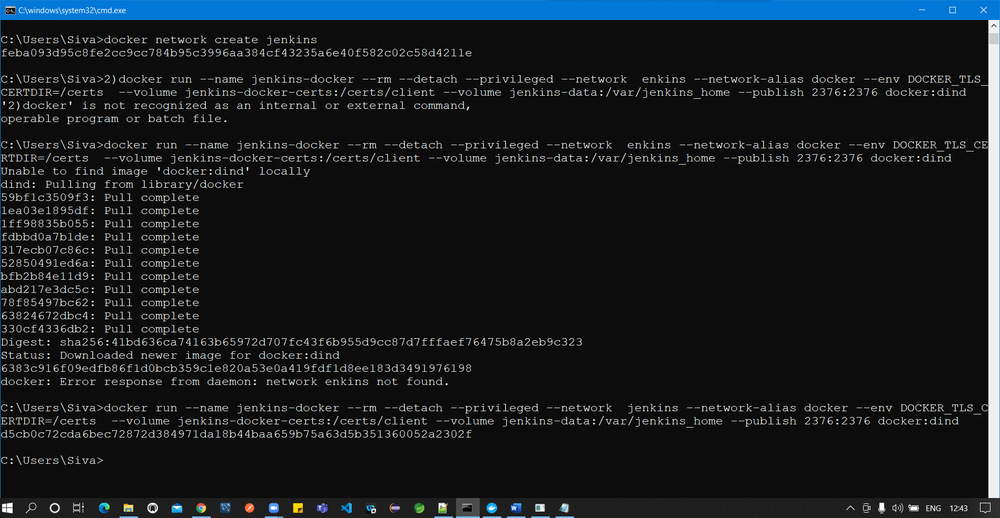 C:\windows\system32\cmd.exe
C:\Users\Siva>docker network create jenkins
feba093d95c8fe2cc9cc784b95c3996aa384cf43235a6e40f582c02c58d4211e
C:\Users\Siva>2)docker run --name jenkins-docker --rm --detach --privileged --network  enkins --network-alias docker --env DOCKER_TLS_
CERTDIR=/certs  --volume jenkins-docker-certs:/certs/client --volume jenkins-data:/var/jenkins_home --publish 2376:2376 docker:dind
'2)docker' is not recognized as an internal or external command,
operable program or batch file.
C:\Users\Siva>docker run --name jenkins-docker --rm --detach --privileged --network  enkins --network-alias docker --env DOCKER_TLS_CE
RTDIR=/certs  --volume jenkins-docker-certs:/certs/client --volume jenkins-data:/var/jenkins_home --publish 2376:2376 docker:dind
Unable to find image 'docker:dind' locally
dind: Pulling from library/docker
59bf1c3509f3: Pull complete
1ea03e1895df: Pull complete
1ff98835b055: Pull complete
fdbbd0a7b1de: Pull complete
317ecb07c86c: Pull complete
52850491ed6a: Pull complete
bfb2b84e11d9: Pull complete
abd217e3dc5c: Pull complete
78f85497bc62: Pull complete
63824672dbc4: Pull complete
330cf4336db2: Pull complete
Digest: sha256:41bd636ca74163b65972d707fc43f6b955d9cc87d7fffaef76475b8a2eb9c323
Status: Downloaded newer image for docker:dind
6383c916f09edfb86f1d0bcb359c1e820a53e0a419fdf1d8ee183d3491976198
docker: Error response from daemon: network enkins not found.
C:\Users\Siva>docker run --name jenkins-docker --rm --detach --privileged --network  jenkins --network-alias docker --env DOCKER_TLS_C
ERTDIR=/certs  --volume jenkins-docker-certs:/certs/client --volume jenkins-data:/var/jenkins_home --publish 2376:2376 docker:dind
d5cb0c72cda6bec72872d384971da18b44baa659b75a63d5b351360052a2302f
C:\Users\Siva>
ENG 12:43